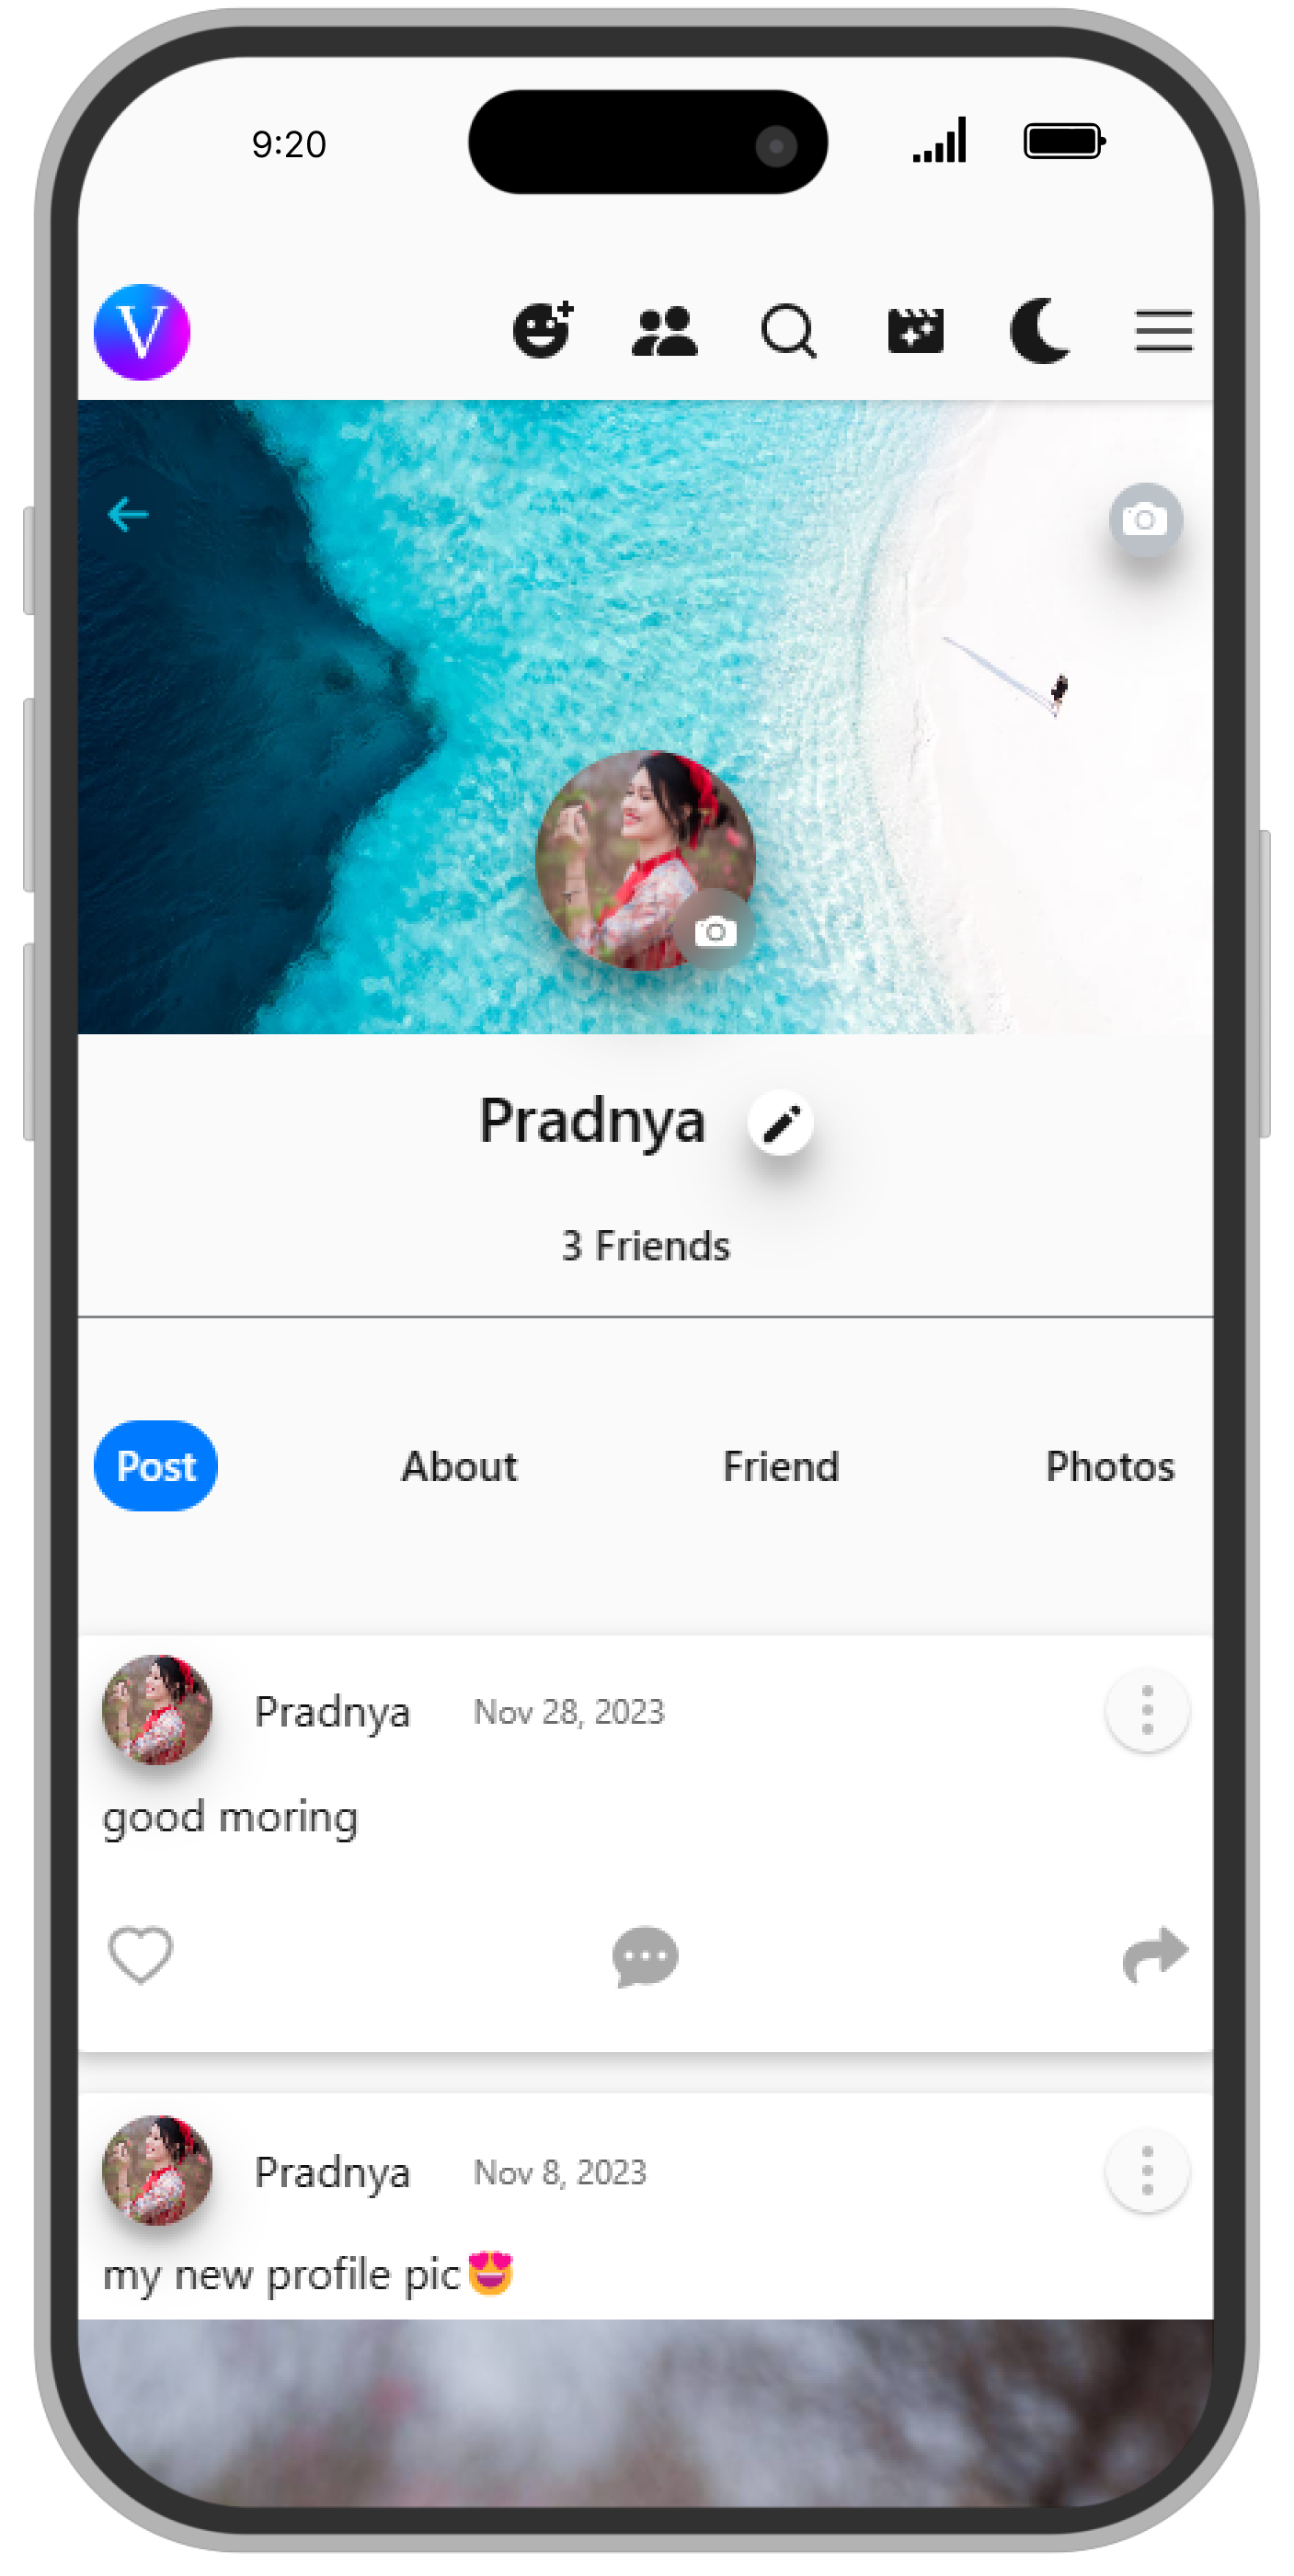 9:20
V
Pradnya
3 Friends
Post About Friend Photos
Pradnya Nov 28, 2023
good moring
Pradnya Nov 8, 2023
my new profile pic😍